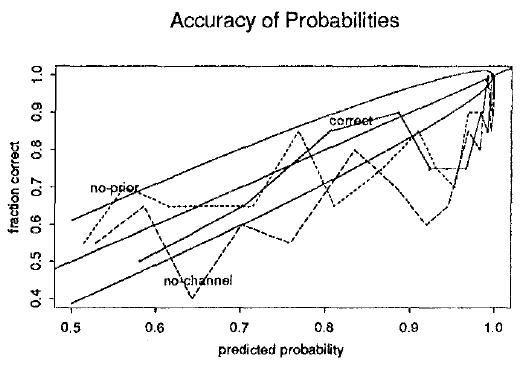 Accuracy of Probabilities
fraction correct
1.0
0.9
0.8
0.7
0.6
0.5
0.4
correct
no-prior
no-channel
0.5 0.6 0.7 0.8 0.9 1.0
predicted probability